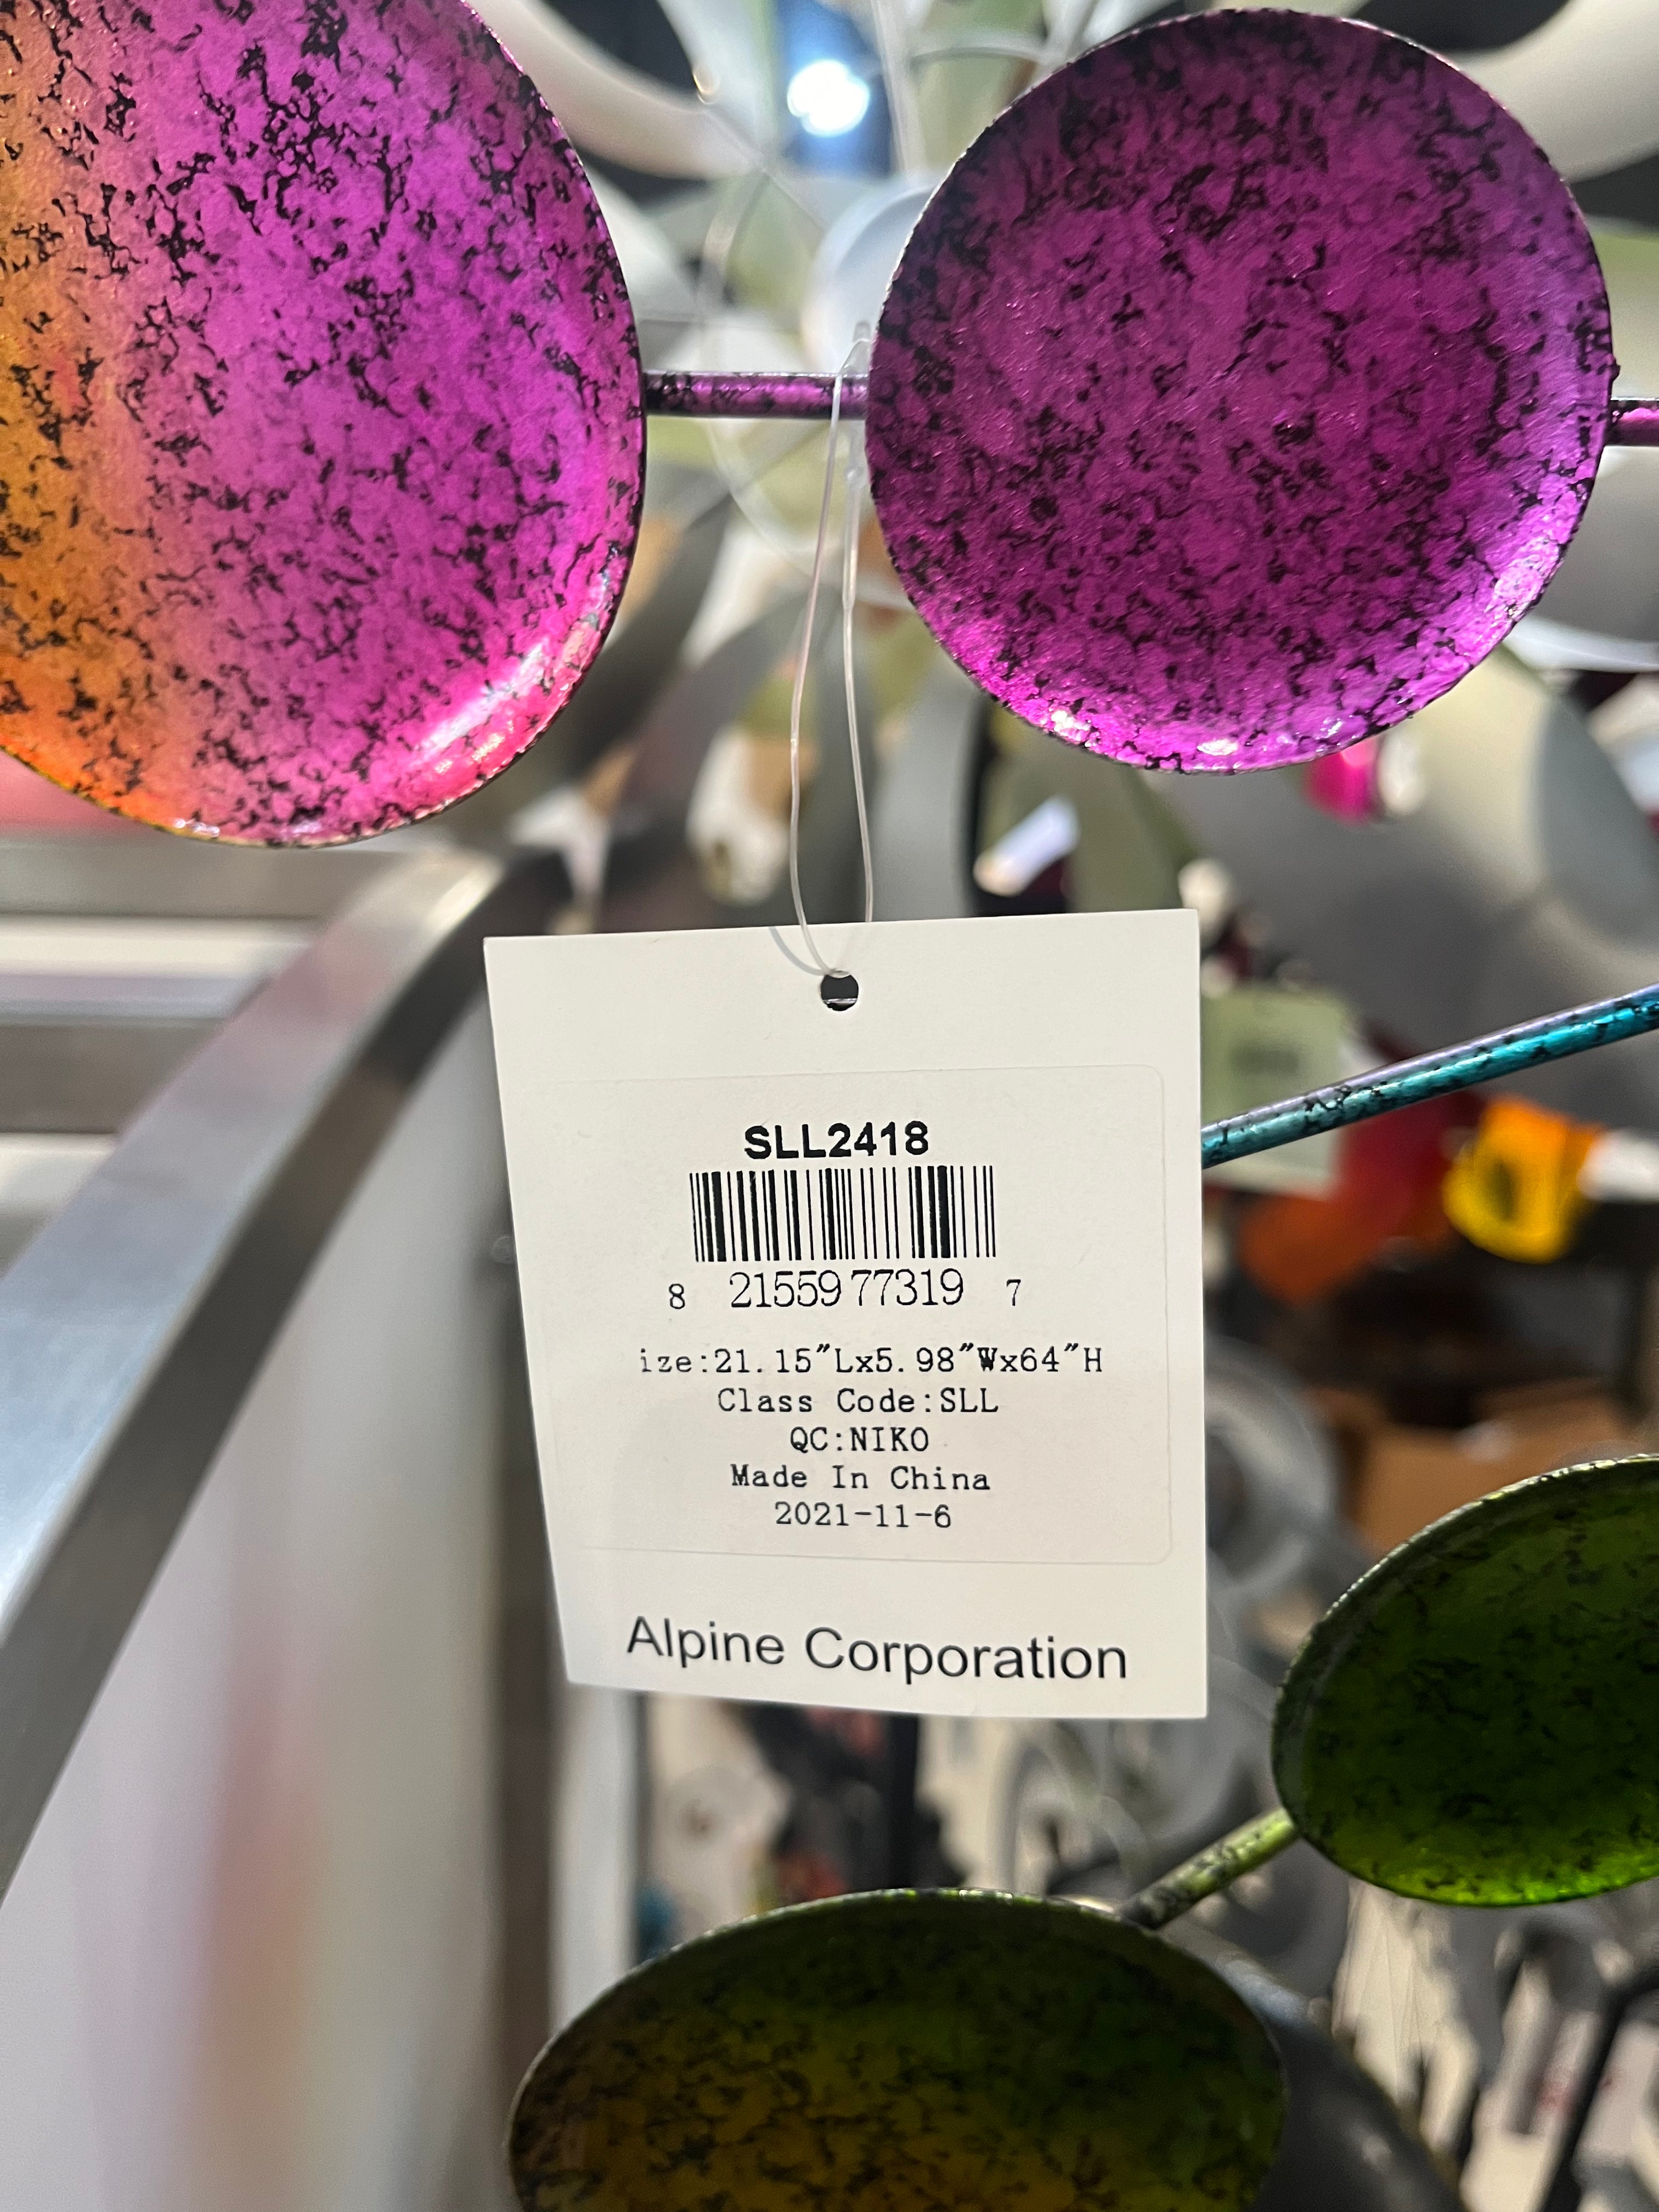 SLL2418
8 21559 77319 7
ize:21.15″Lx5.98″Wx64″H
Class Code:SLL
QC:NIKO
Made In China
2021-11-6
Alpine Corporation